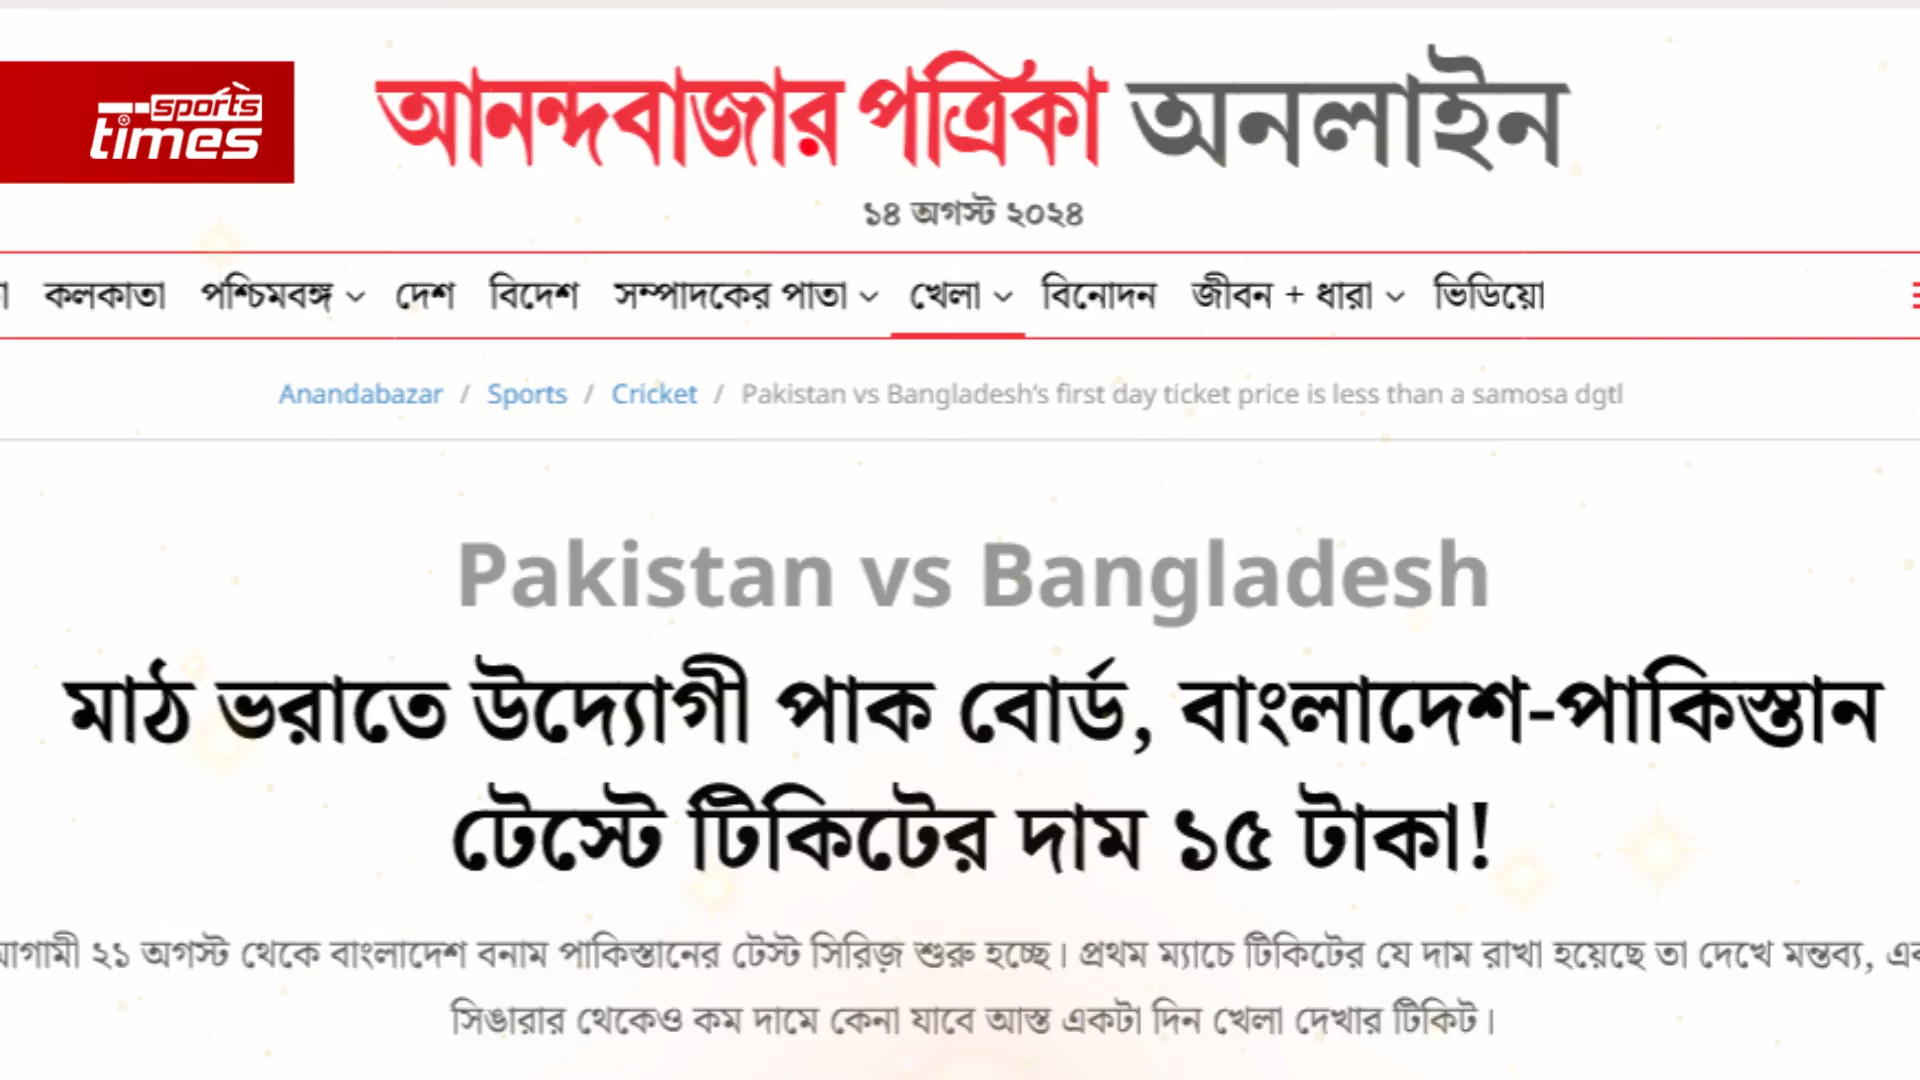 sports
times
আনন্দবাজার পত্রিকা অনলাইন
১৪ অগস্ট ২০২৪
কলকাতা পশ্চিমবঙ্গ দেশ বিদেশ সম্পাদকের পাতা খেলা বিনোদন জীবন + ধারা ভিডিয়ো
Anandabazar / Sports / Cricket / Pakistan vs Bangladesh's first day ticket price is less than a samosa dgtl
Pakistan vs Bangladesh
মাঠ ভরাতে উদ্যোগী পাক বোর্ড, বাংলাদেশ-পাকিস্তান
টেস্টে টিকিটের দাম ১৫ টাকা!
আগামী ২১ অগস্ট থেকে বাংলাদেশ বনাম পাকিস্তানের টেস্ট সিরিজ় শুরু হচ্ছে। প্রথম ম্যাচে টিকিটের যে দাম রাখা হয়েছে তা দেখে মন্তব্য,
সিঙারার থেকেও কম দামে কেনা যাবে আস্ত একটা দিন খেলা দেখার টিকিট।